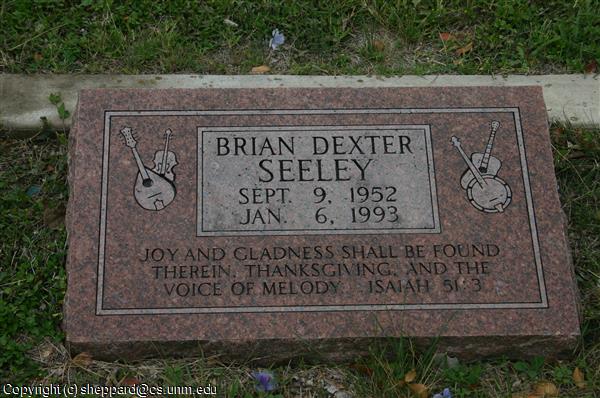 BRIAN DEXTER
SEELEY
SEPT. 9, 1952
JAN. 6, 1993
JOY AND GLADNESS SHALL BE FOUND
THEREIN, THANKSGIVING, AND THE
VOICE OF MELODY. ISAIAH 51:3
Copyright (c) sheppard@cs.unm.edu